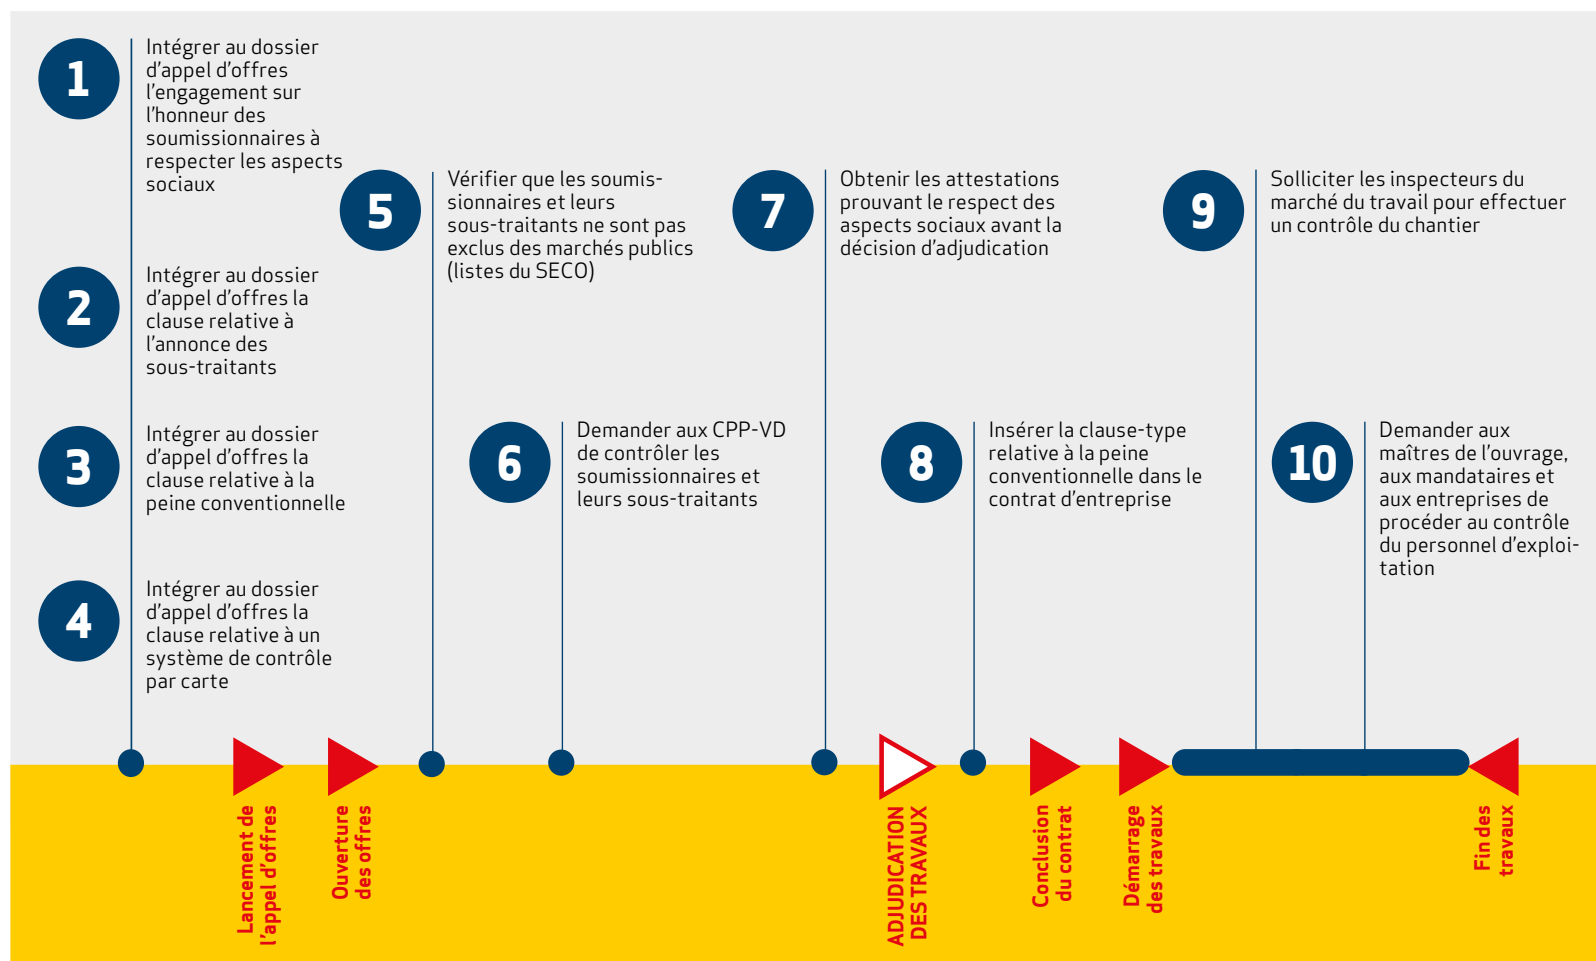 1
Intégrer au dossier
d’appel d’offres
l’engagement sur
l’honneur des
soumissionnaires à
respecter les aspects
sociaux
2
Intégrer au dossier
d’appel d’offres la
clause relative à
l’annonce des
sous-traitants
3
Intégrer au dossier
d’appel d’offres la
clause relative à la
peine conventionnelle
4
Intégrer au dossier
d’appel d’offres la
clause relative à un
système de contrôle
par carte
5
Vérifier que les soumis-
sionnaires et leurs
sous-traitants ne sont pas
exclus des marchés publics
(listes du SECO)
6
Demander aux CPP-VD
de contrôler les
soumissionnaires et
leurs sous-traitants
7
Obtenir les attestations
prouvant le respect des
aspects sociaux avant la
décision d’adjudication
8
Insérer la clause-type
relative à la peine
conventionnelle dans le
contrat d’entreprise
9
Solliciter les inspecteurs du
marché du travail pour effectuer
un contrôle du chantier
10
Demander aux
maîtres de l’ouvrage,
aux mandataires et
aux entreprises de
procéder au contrôle
du personnel d’exploi-
tation
Lancement de
l’appel d’offres
Ouverture
des offres
ADJUDICATION
DES TRAVAUX
Conclusion
du contrat
Démarrage
des travaux
Fin des
travaux